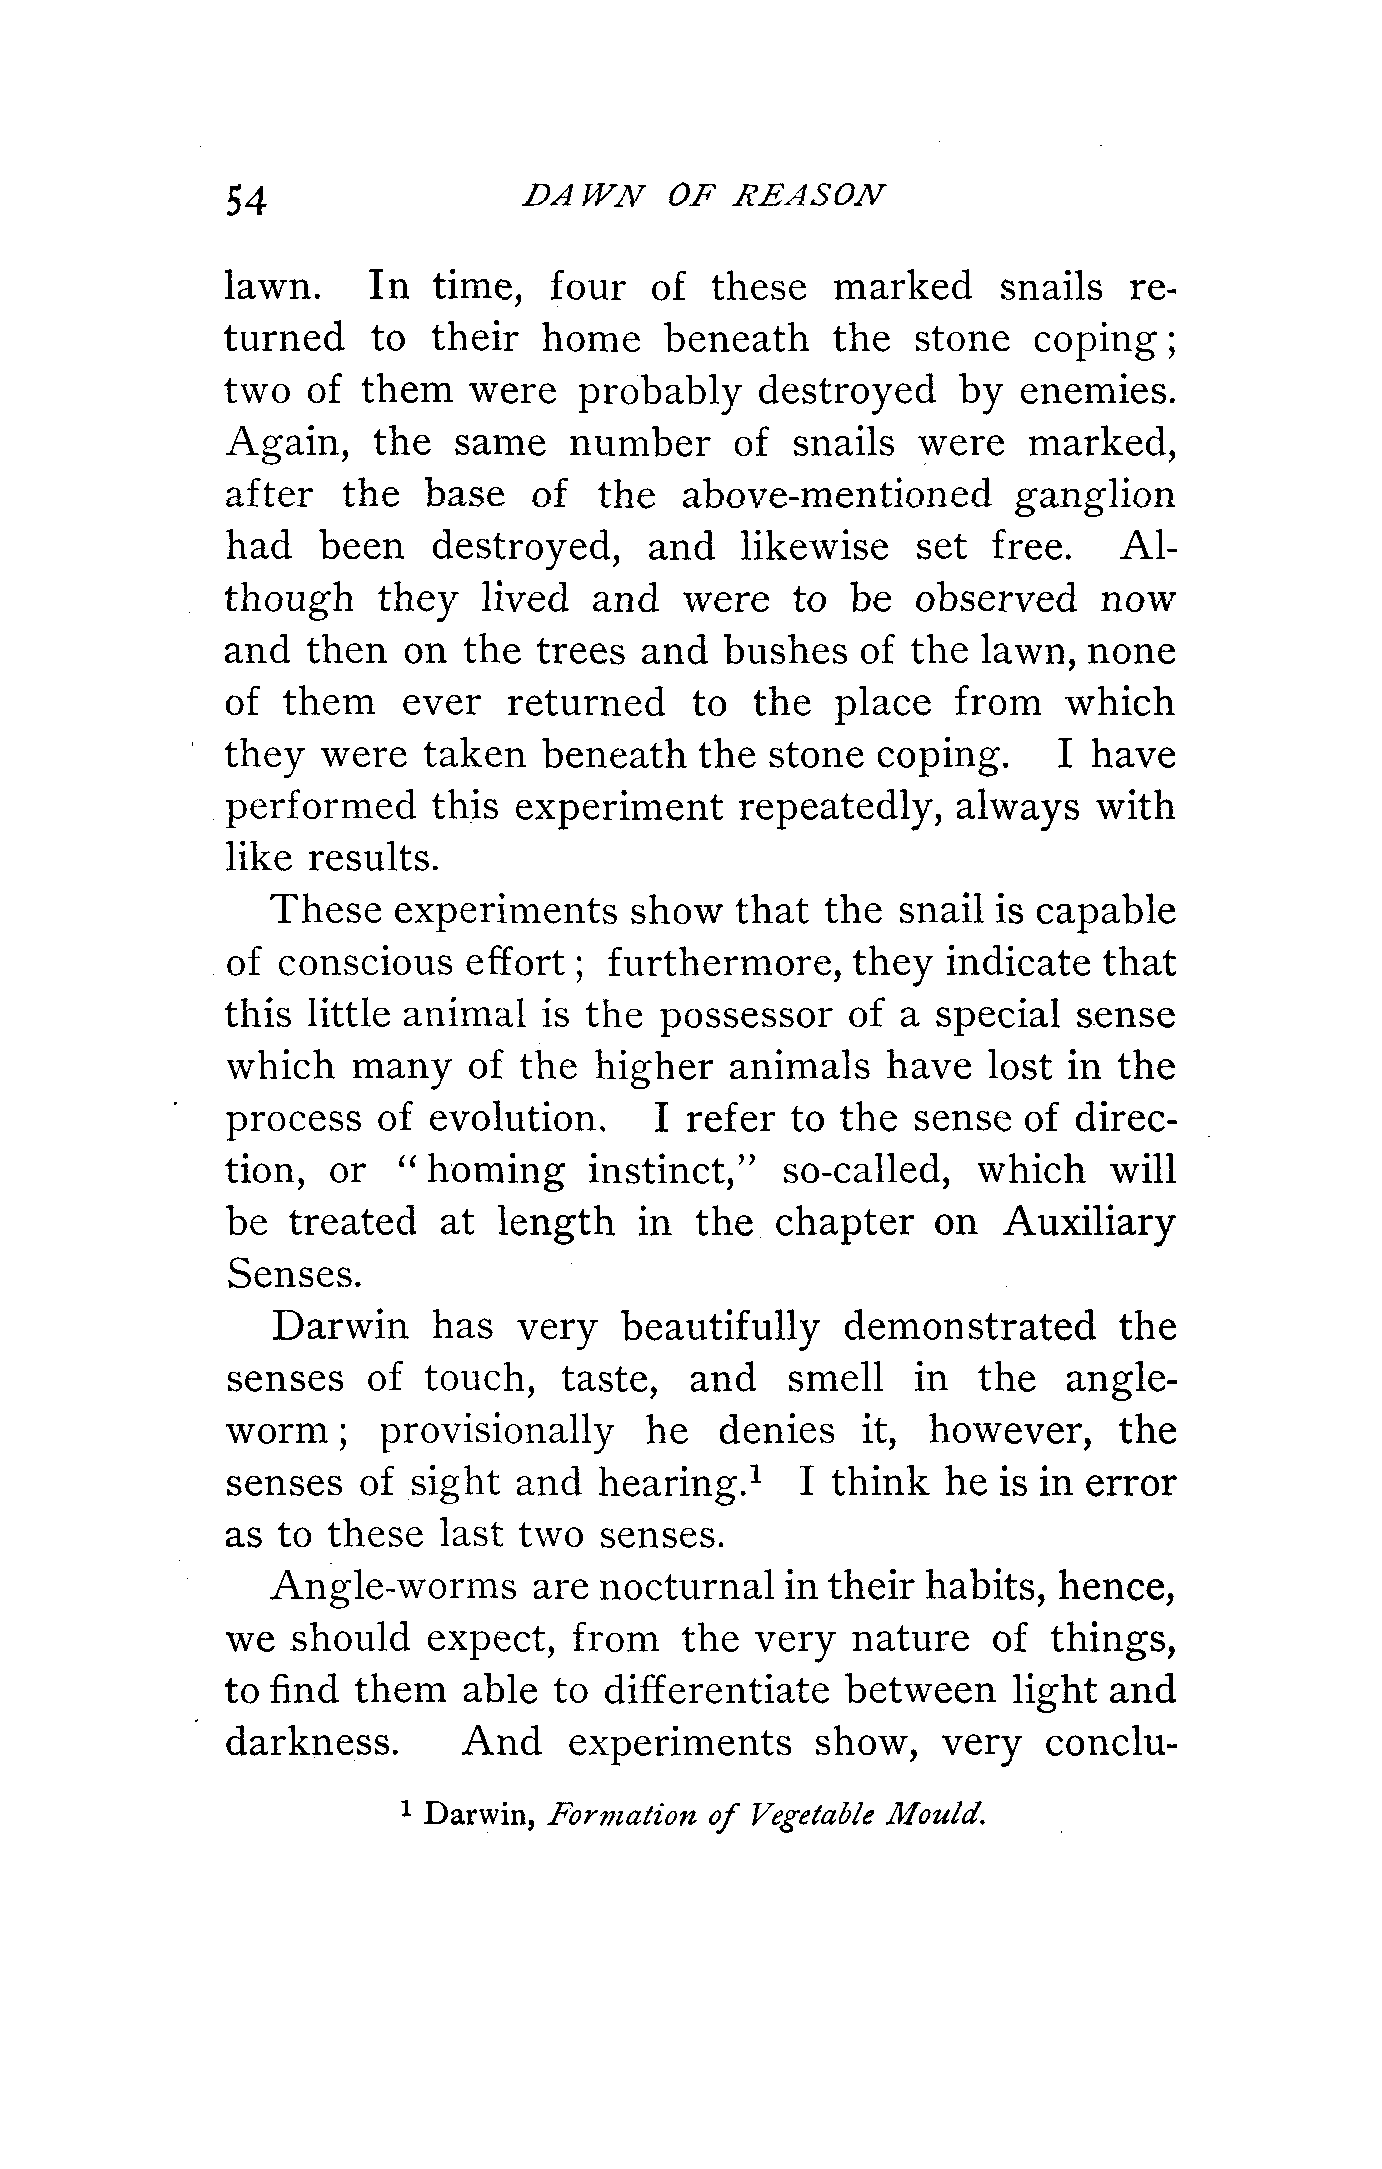 54 DAWN OF REASON
lawn. In time, four of these marked snails re-
turned to their home beneath the stone coping;
two of them were probably destroyed by enemies.
Again, the same number of snails were marked,
after the base of the above-mentioned ganglion
had been destroyed, and likewise set free. Al-
though they lived and were to be observed now
and then on the trees and bushes of the lawn, none
of them ever returned to the place from which
they were taken beneath the stone coping. I have
performed this experiment repeatedly, always with
like results.
These experiments show that the snail is capable
of conscious effort; furthermore, they indicate that
this little animal is the possessor of a special sense
which many of the higher animals have lost in the
process of evolution. I refer to the sense of direc-
tion, or "homing instinct," so-called, which will
be treated at length in the chapter on Auxiliary
Senses.
Darwin has very beautifully demonstrated the
senses of touch, taste, and smell in the angle-
worm; provisionally he denies it, however, the
senses of sight and hearing.¹ I think he is in error
as to these last two senses.
Angle-worms are nocturnal in their habits, hence,
we should expect, from the very nature of things,
to find them able to differentiate between light and
darkness. And experiments show, very conclu-
¹ Darwin, Formation of Vegetable Mould.